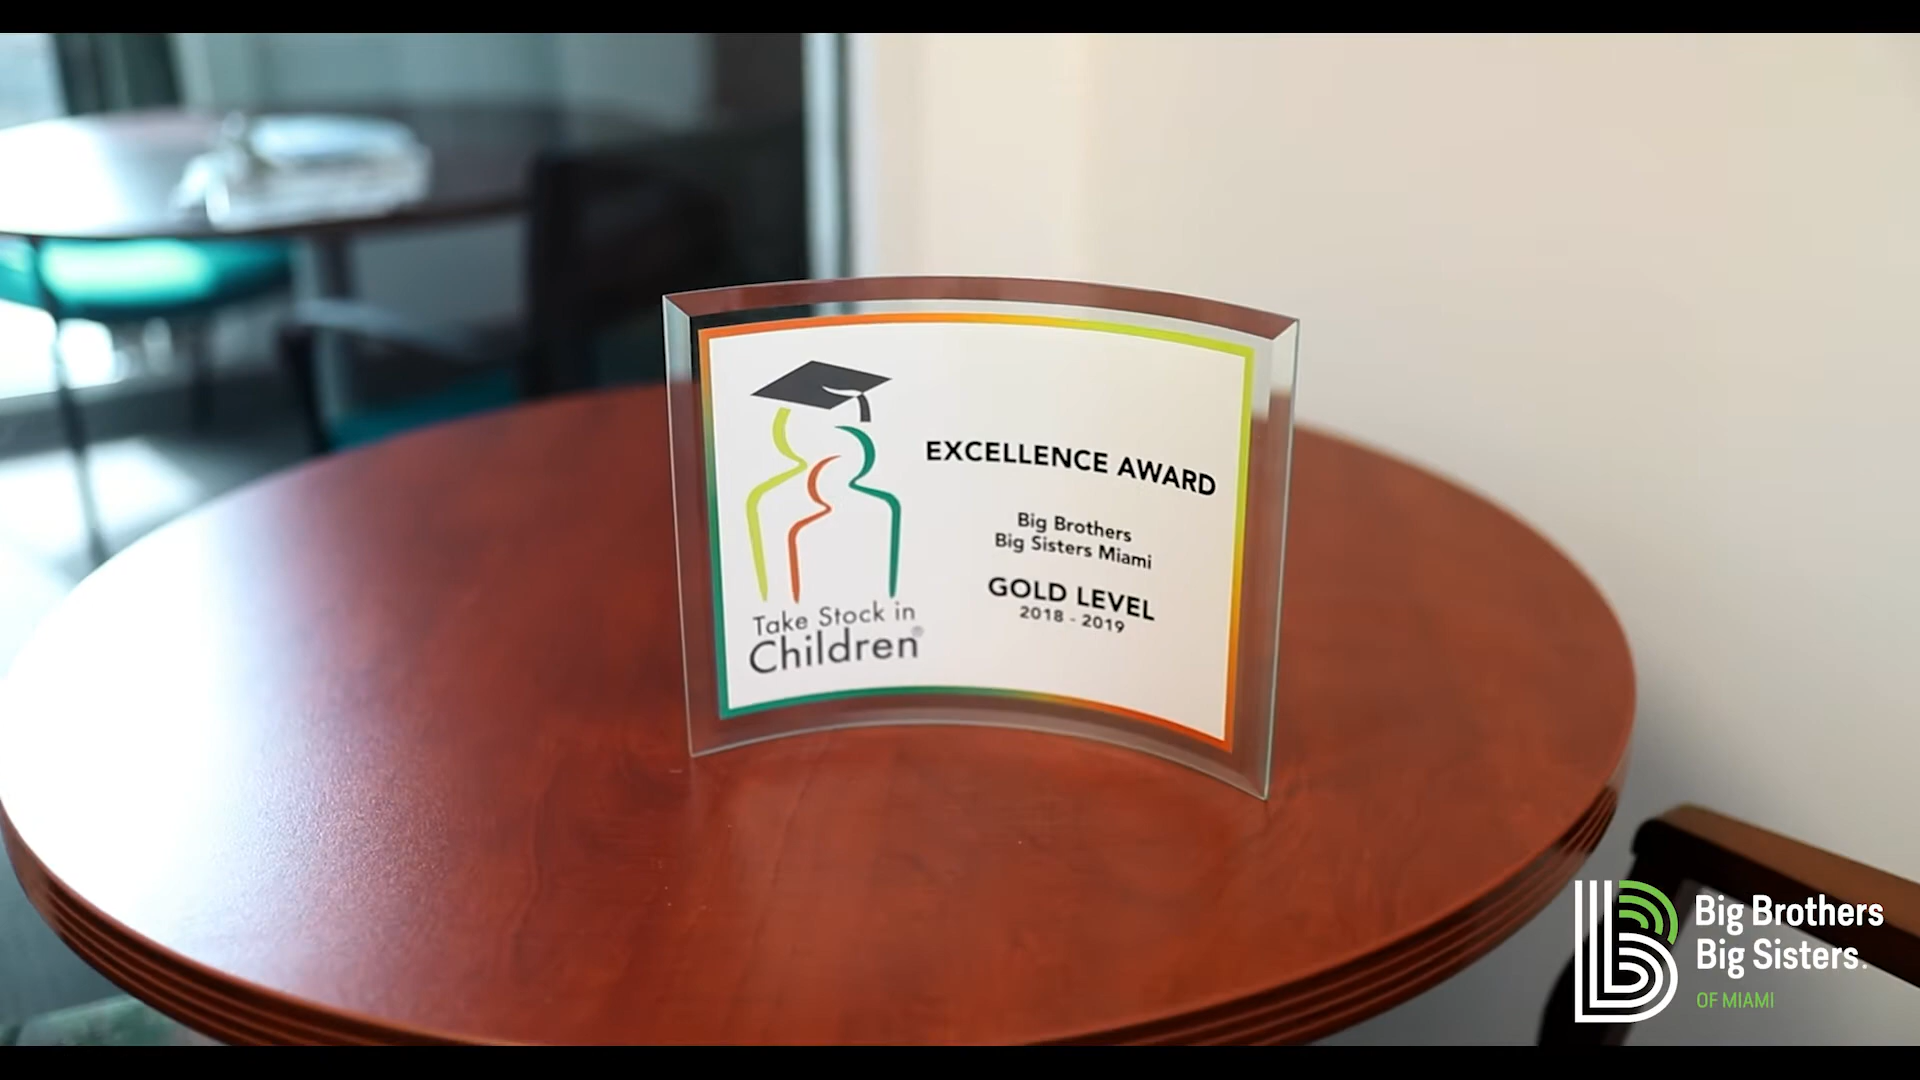 EXCELLENCE AWARD
Big Brothers
Big Sisters Miami
GOLD LEVEL
2018 - 2019
Take Stock in
Children®
Big Brothers
Big Sisters.
OF MIAMI